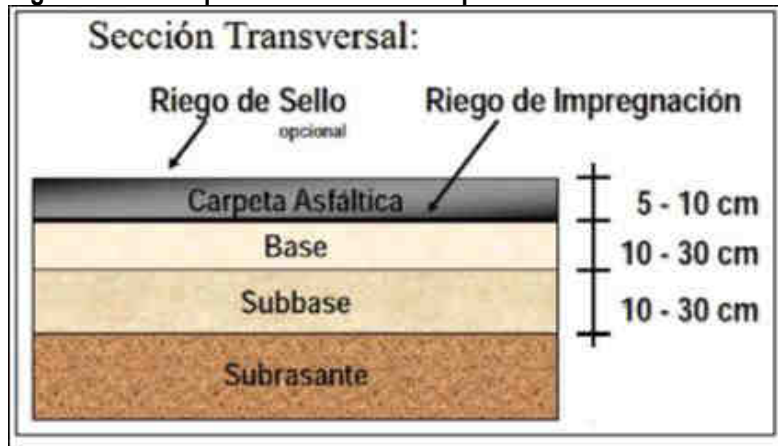 Sección Transversal:
Riego de Sello
opcional
Riego de Impregnación
Carpeta Asfáltica
5 - 10 cm
Base
10 - 30 cm
Subbase
10 - 30 cm
Subrasante